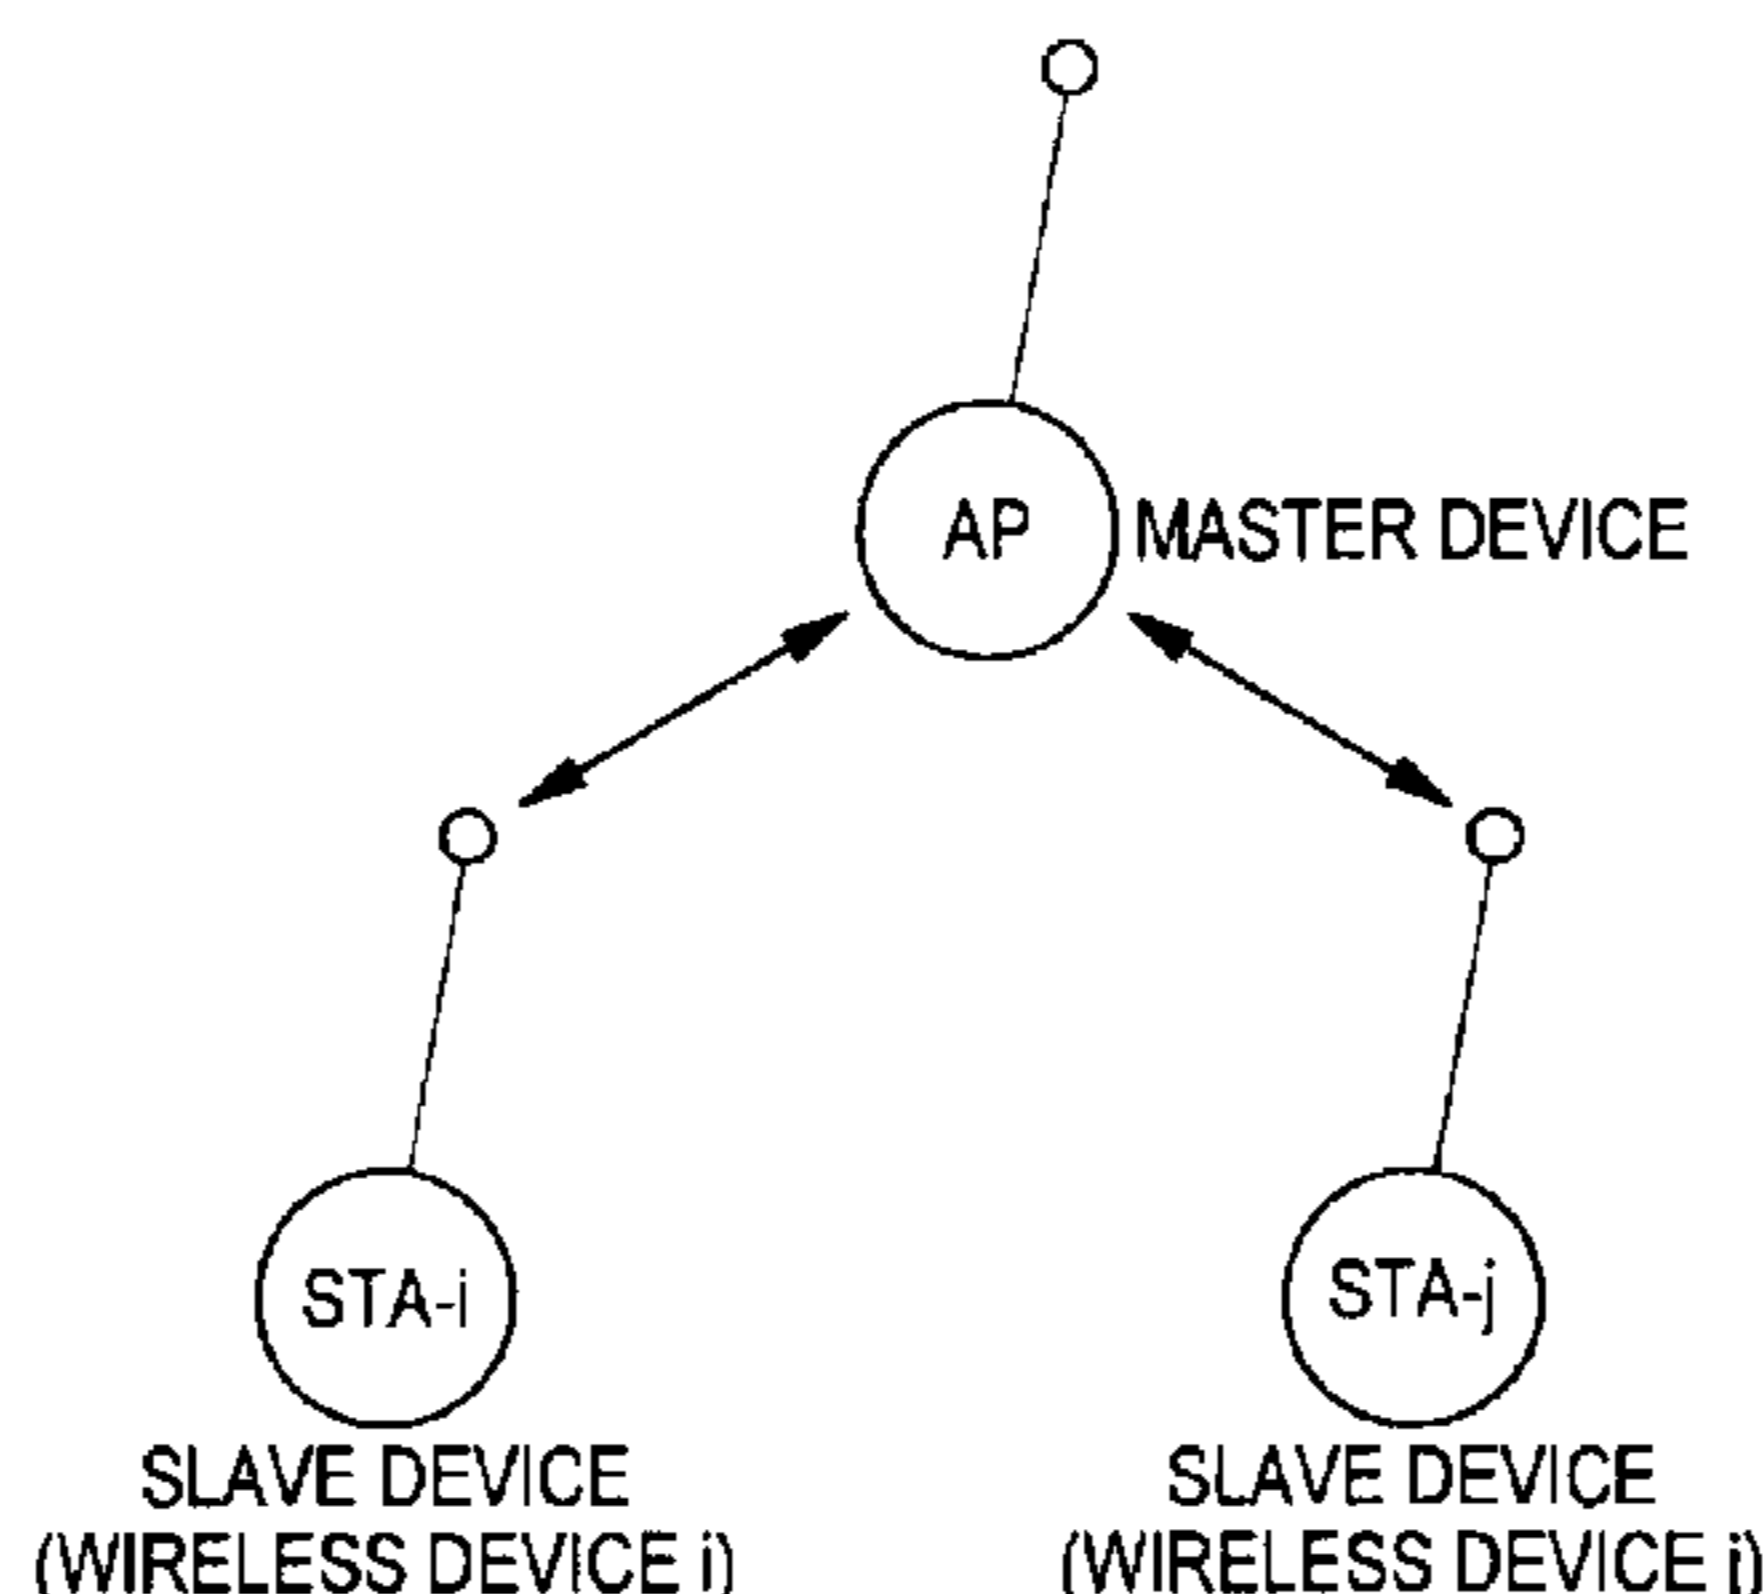 AP
MASTER DEVICE
STA-i
STA-j
SLAVE DEVICE
(WIRELESS DEVICE i)
SLAVE DEVICE
(WIRELESS DEVICE j)